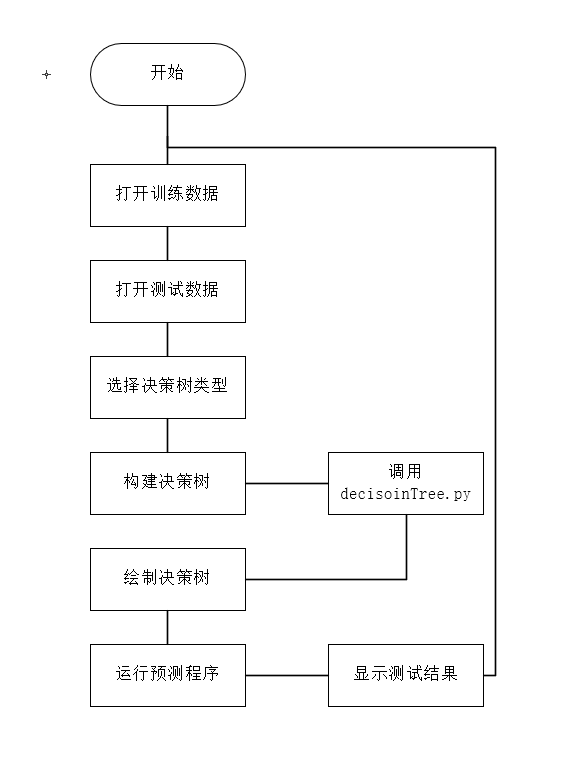 开始
打开训练数据
打开测试数据
选择决策树类型
构建决策树
调用
decisoinTree.py
绘制决策树
运行预测程序
显示测试结果